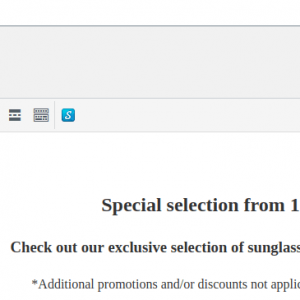 S
Special selection from 1
Check out our exclusive selection of sunglass
*Additional promotions and/or discounts not applic